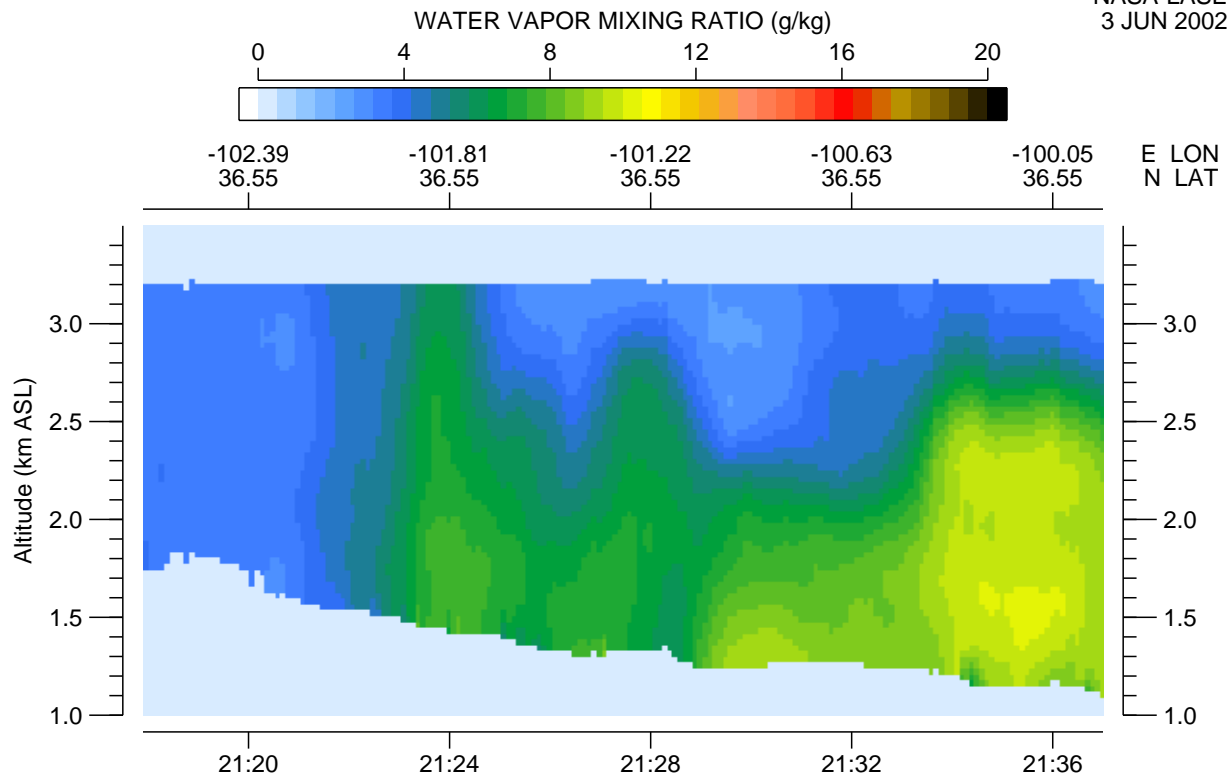 WATER VAPOR MIXING RATIO (g/kg)
3 JUN 2002
0 4 8 12 16 20
-102.39 -101.81 -101.22 -100.63 -100.05 E LON
36.55 36.55 36.55 36.55 36.55 N LAT
3.0 3.0
2.5 2.5
Altitude (km ASL)
2.0 2.0
1.5 1.5
1.0 1.0
21:20 21:24 21:28 21:32 21:36